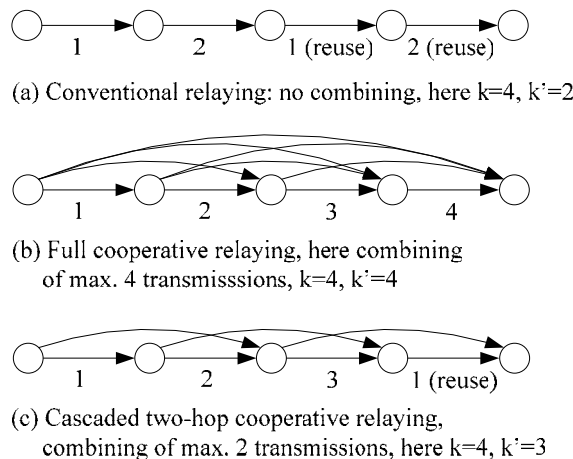 1 2 1 (reuse) 2 (reuse)
(a) Conventional relaying: no combining, here k=4, k'=2
1 2 3 4
(b) Full cooperative relaying, here combining
of max. 4 transmisssions, k=4, k'=4
1 2 3 1 (reuse)
(c) Cascaded two-hop cooperative relaying,
combining of max. 2 transmissions, here k=4, k'=3